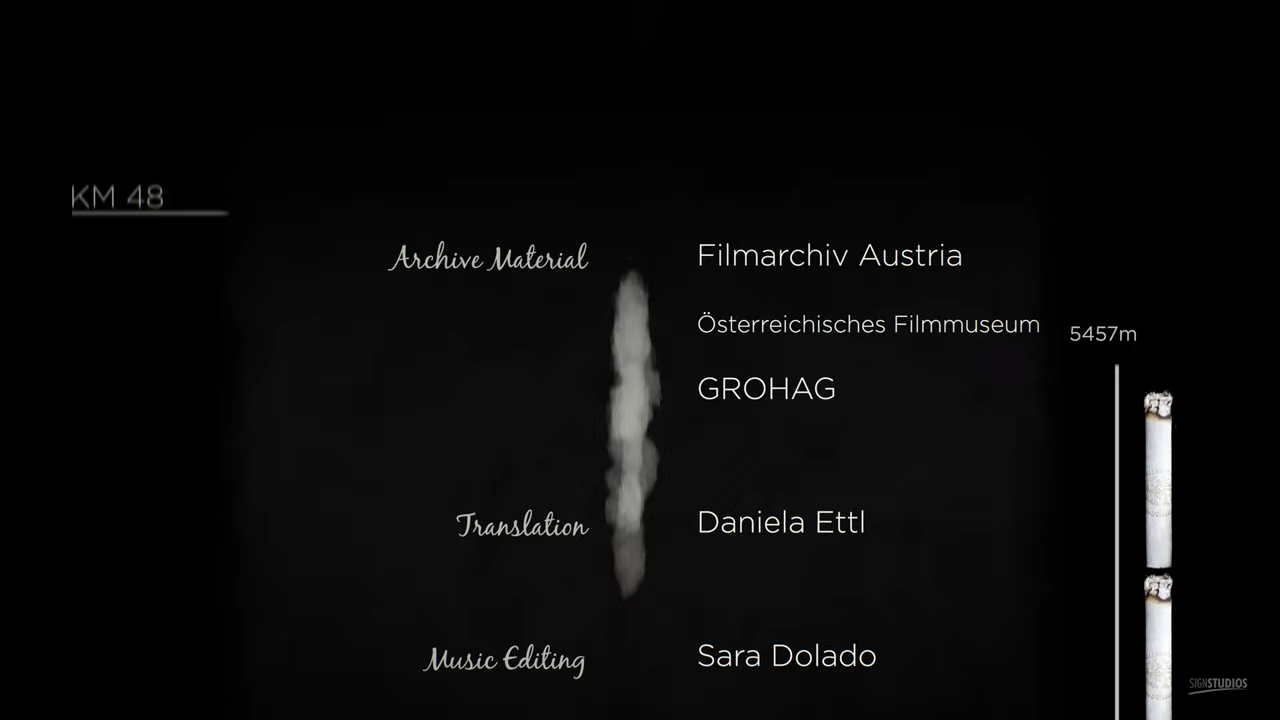 KM 48
Archive Material
Filmarchiv Austria
Österreichisches Filmmuseum
5457m
GROHAG
Translation
Daniela Ettl
Music Editing
Sara Dolado
SIGNSTUDIOS